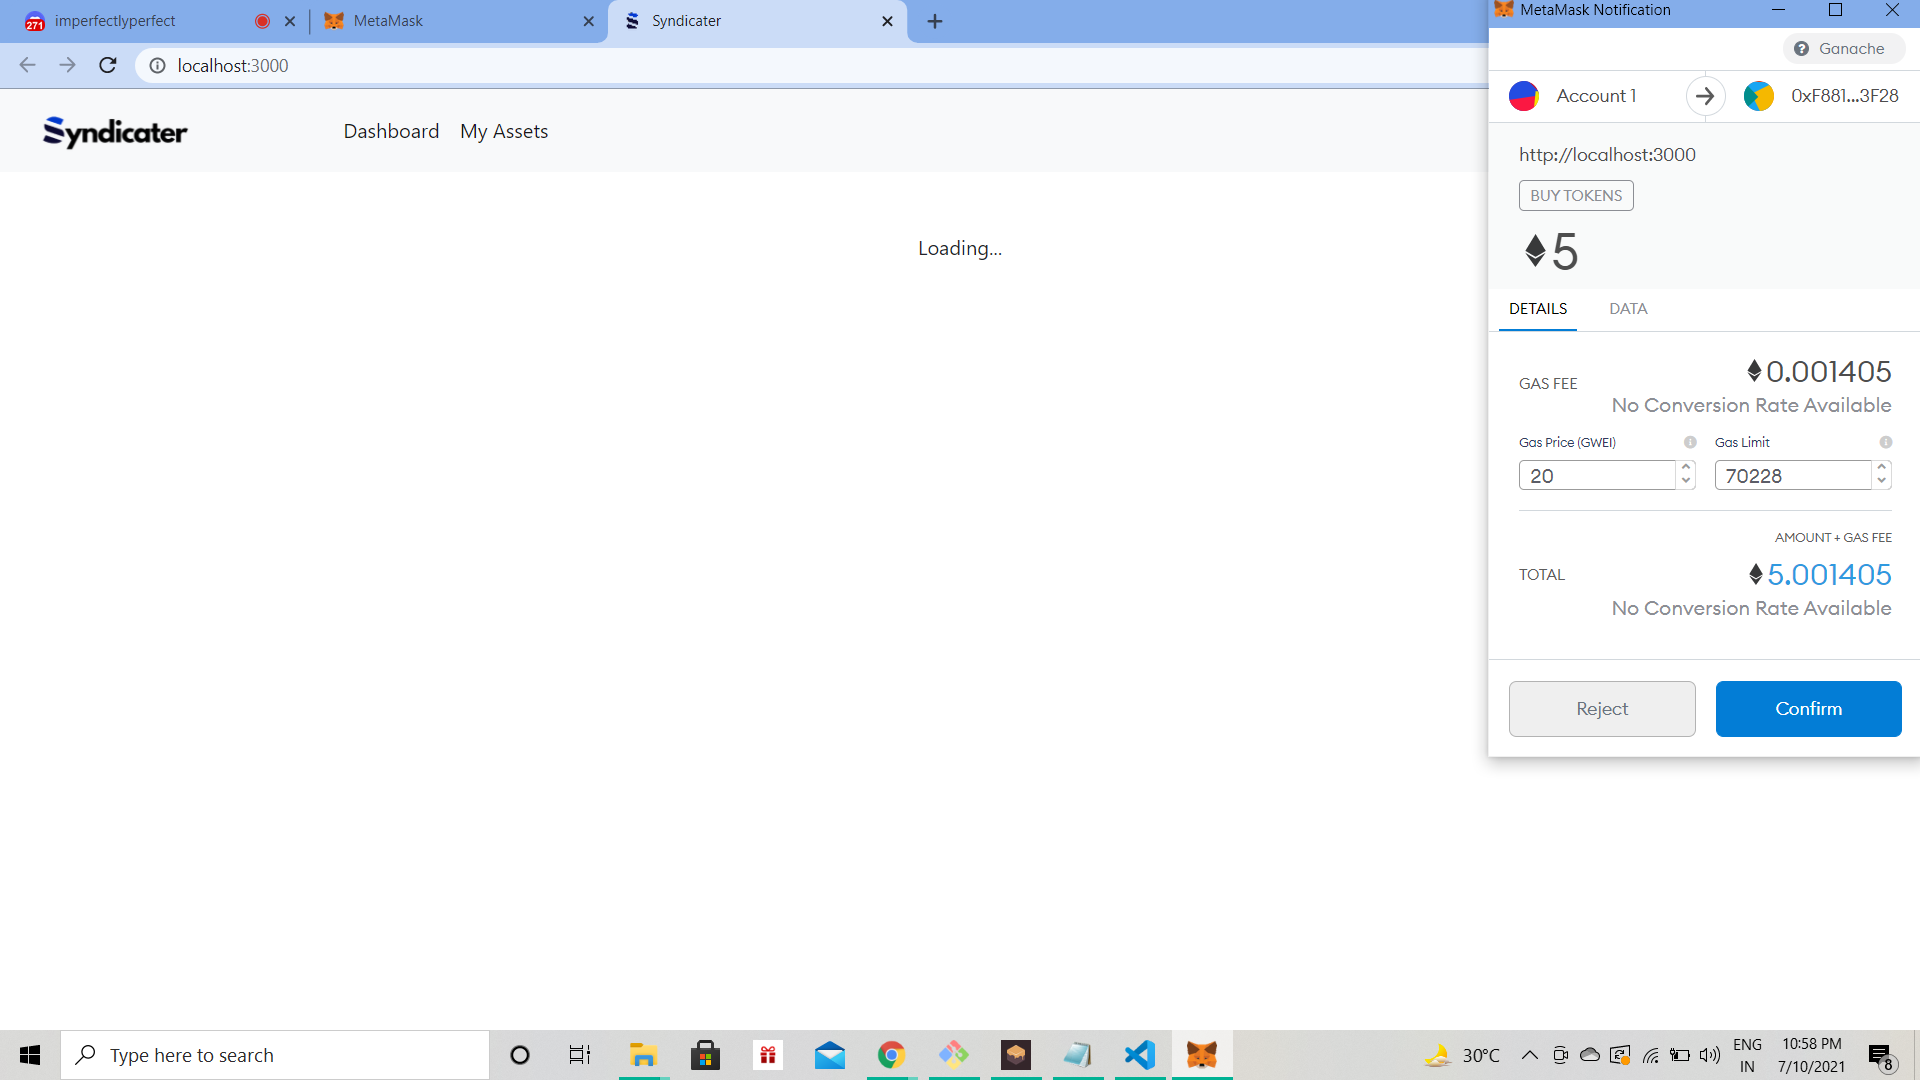 271 imperfectlyperfect
MetaMask
Syndicater
localhost:3000
Syndicater
Dashboard
My Assets
Loading...
MetaMask Notification
Ganache
Account 1
0xF881...3F28
http://localhost:3000
BUY TOKENS
5
DETAILS
DATA
GAS FEE
0.001405
No Conversion Rate Available
Gas Price (GWEI)
Gas Limit
20
70228
AMOUNT + GAS FEE
TOTAL
5.001405
No Conversion Rate Available
Reject
Confirm
Type here to search
30°C
ENG
IN
10:58 PM
7/10/2021
8